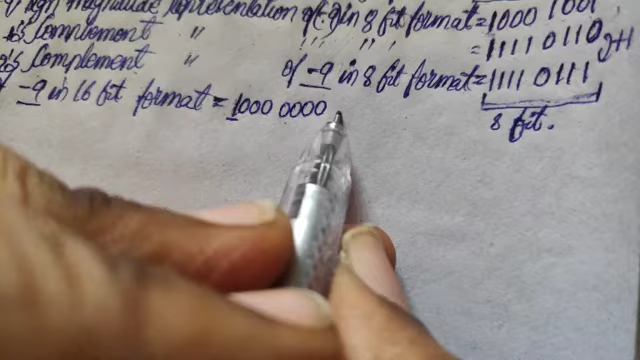 sign magnitude representation of (-9) in 8 bit format = 1000 1001
1's Complement " " " " = 1111 0110
2's Complement " of -9 in 8 bit format = 1111 0111
-9 in 16 bit format = 1000 0000
8 bit.